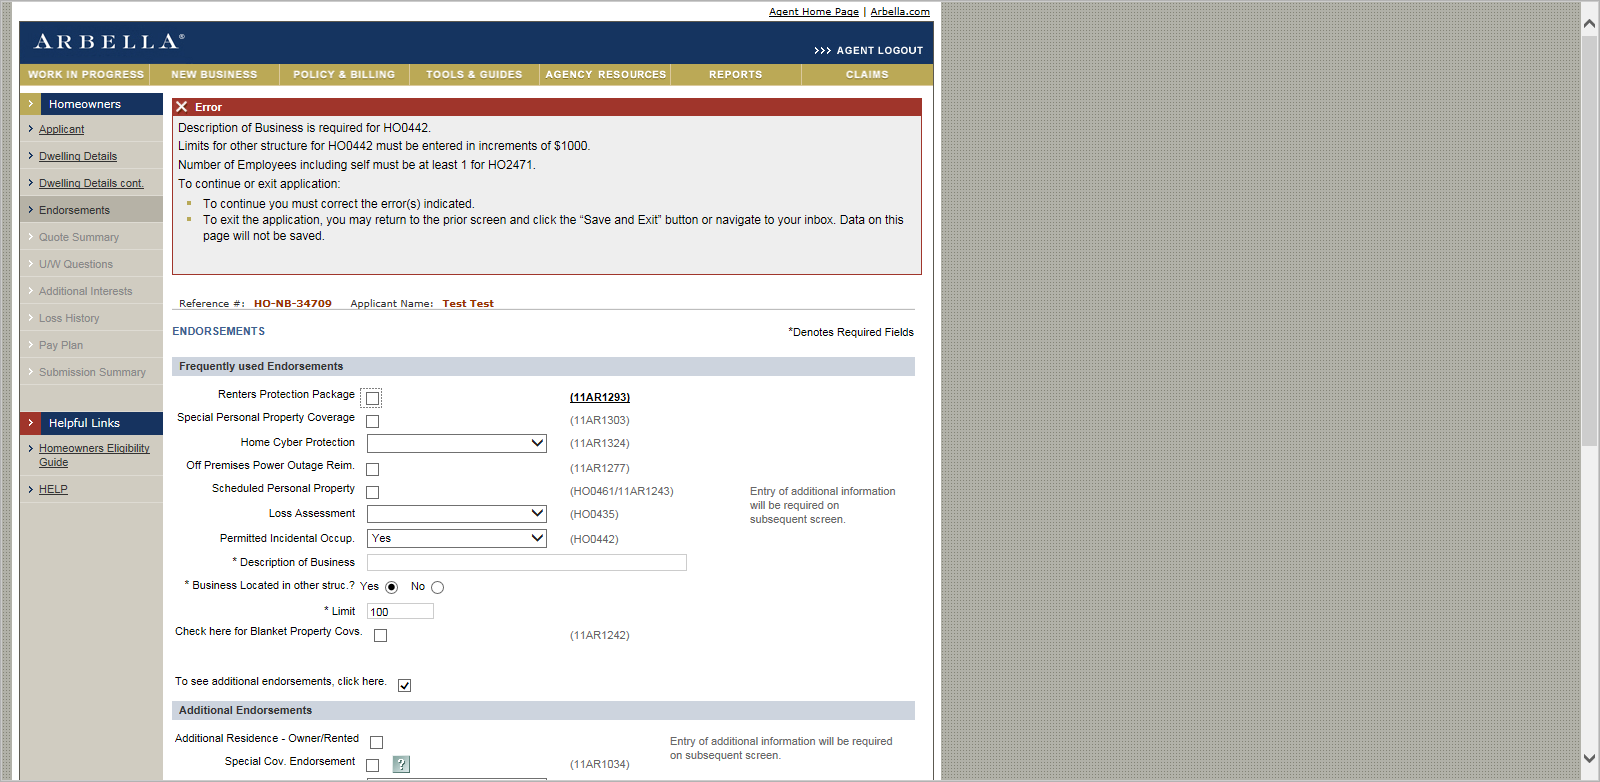 Agent Home Page | Arbella.com
ARBELLA®
>>> AGENT LOGOUT
WORK IN PROGRESS NEW BUSINESS POLICY & BILLING TOOLS & GUIDES AGENCY RESOURCES REPORTS CLAIMS
Homeowners
Applicant
Dwelling Details
Dwelling Details cont.
Endorsements
Quote Summary
U/W Questions
Additional Interests
Loss History
Pay Plan
Submission Summary
Helpful Links
Homeowners Eligibility
Guide
HELP
Error
Description of Business is required for HO0442.
Limits for other structure for HO0442 must be entered in increments of $1000.
Number of Employees including self must be at least 1 for HO2471.
To continue or exit application:
To continue you must correct the error(s) indicated.
To exit the application, you may return to the prior screen and click the “Save and Exit” button or navigate to your inbox. Data on this
page will not be saved.
Reference #: HO-NB-34709 Applicant Name: Test Test
ENDORSEMENTS
*Denotes Required Fields
Frequently used Endorsements
Renters Protection Package (11AR1293)
Special Personal Property Coverage (11AR1303)
Home Cyber Protection (11AR1324)
Off Premises Power Outage Reim. (11AR1277)
Scheduled Personal Property (HO0461/11AR1243)
Entry of additional information
will be required on
subsequent screen.
Loss Assessment (HO0435)
Permitted Incidental Occup. Yes (HO0442)
* Description of Business
* Business Located in other struc.? Yes No
* Limit 100
Check here for Blanket Property Covs. (11AR1242)
To see additional endorsements, click here.
Additional Endorsements
Additional Residence - Owner/Rented
Entry of additional information will be required
on subsequent screen.
Special Cov. Endorsement ? (11AR1034)